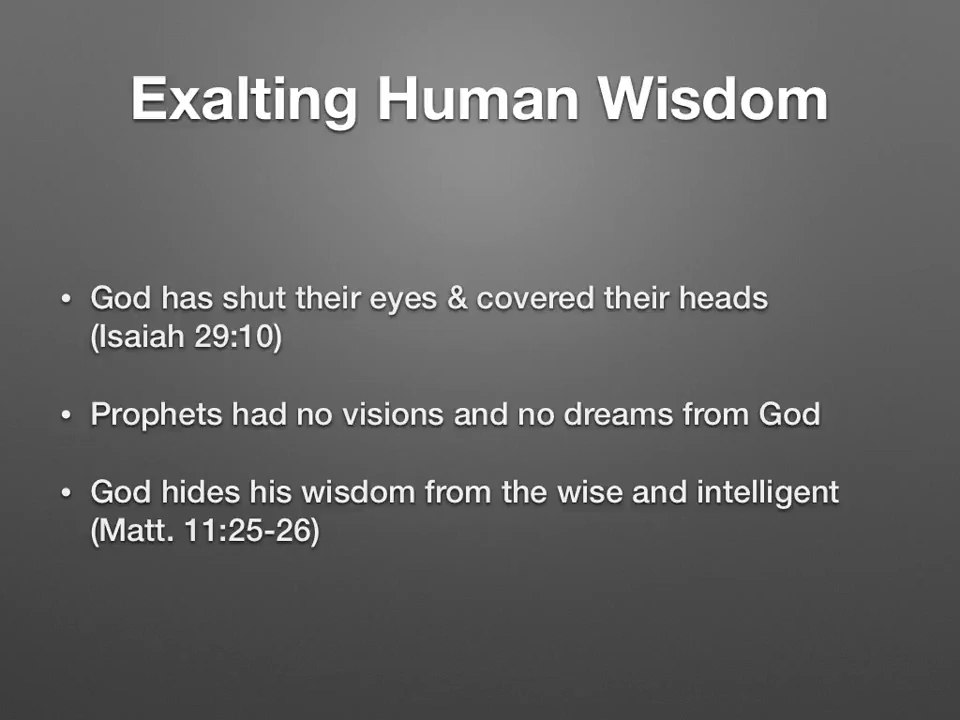 Exalting Human Wisdom
• God has shut their eyes & covered their heads
(Isaiah 29:10)
• Prophets had no visions and no dreams from God
• God hides his wisdom from the wise and intelligent
(Matt. 11:25-26)